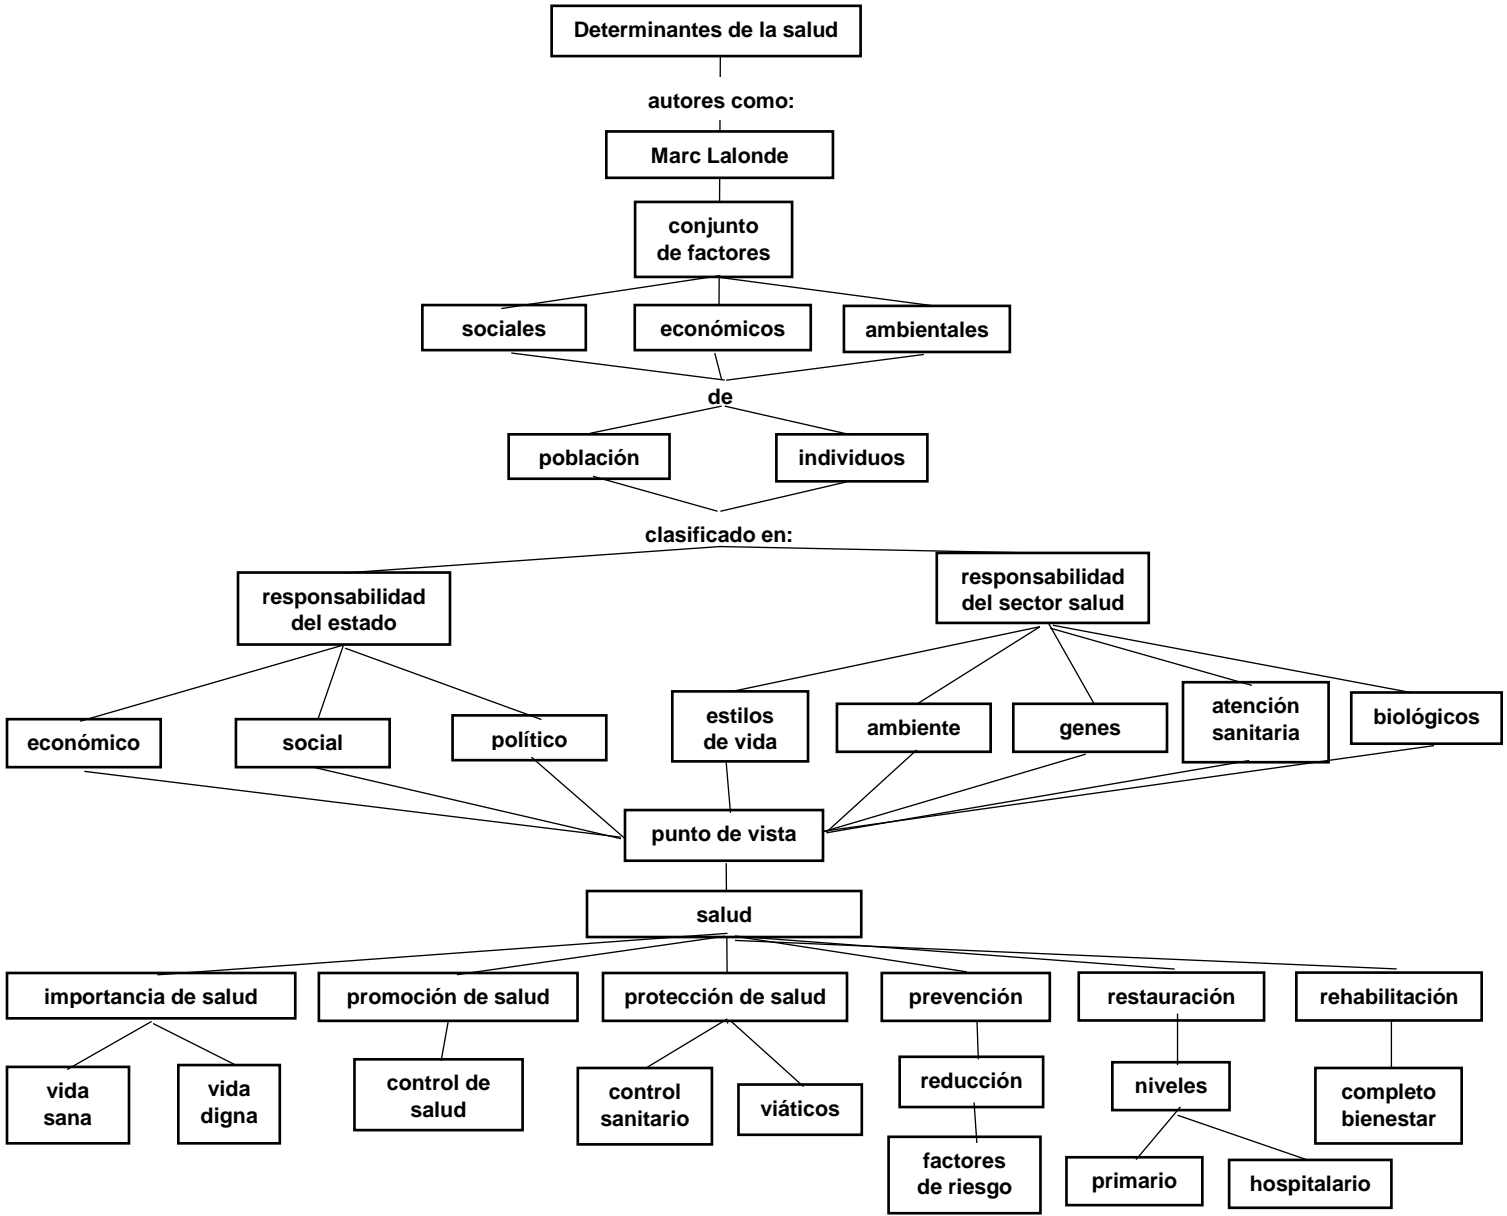 Determinantes de la salud
autores como:
Marc Lalonde
conjunto
de factores
sociales
económicos
ambientales
de
población
individuos
clasificado en:
responsabilidad
del estado
responsabilidad
del sector salud
económico
social
político
estilos
de vida
ambiente
genes
atención
sanitaria
biológicos
punto de vista
salud
importancia de salud
promoción de salud
protección de salud
prevención
restauración
rehabilitación
vida
sana
vida
digna
control de
salud
control
sanitario
viáticos
reducción
niveles
completo
bienestar
factores
de riesgo
primario
hospitalario